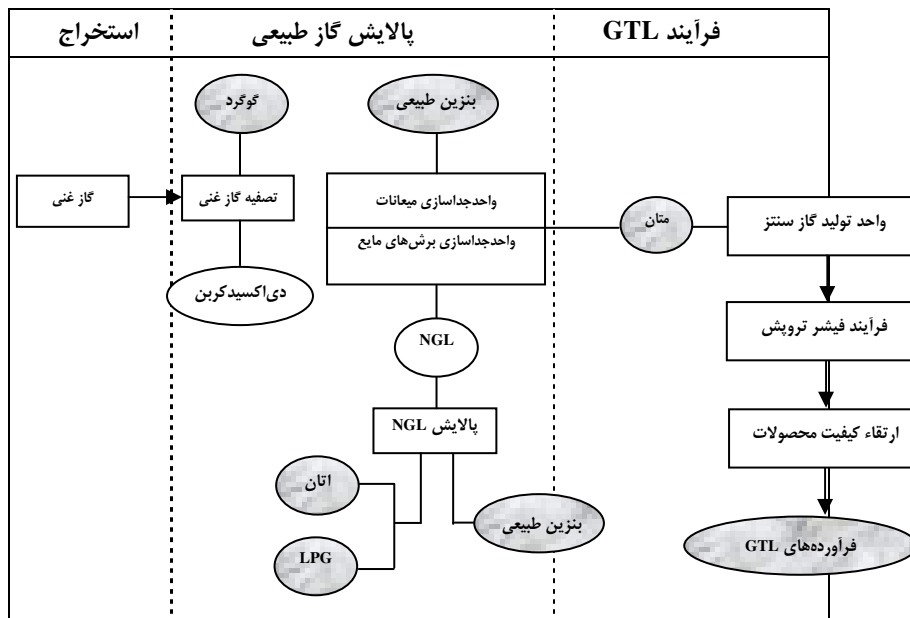 استخراج
پالایش گاز طبیعی
فرآیند GTL
گوگرد
بنزین طبیعی
گاز غنی
تصفیه گاز غنی
واحدجداسازی میعانات
واحدجداسازی برش‌های مایع
متان
واحد تولید گاز سنتز
دی‌اکسیدکربن
فرآیند فیشر تروپش
NGL
پالایش NGL
ارتقاء کیفیت محصولات
اتان
بنزین طبیعی
فرآورده‌های GTL
LPG